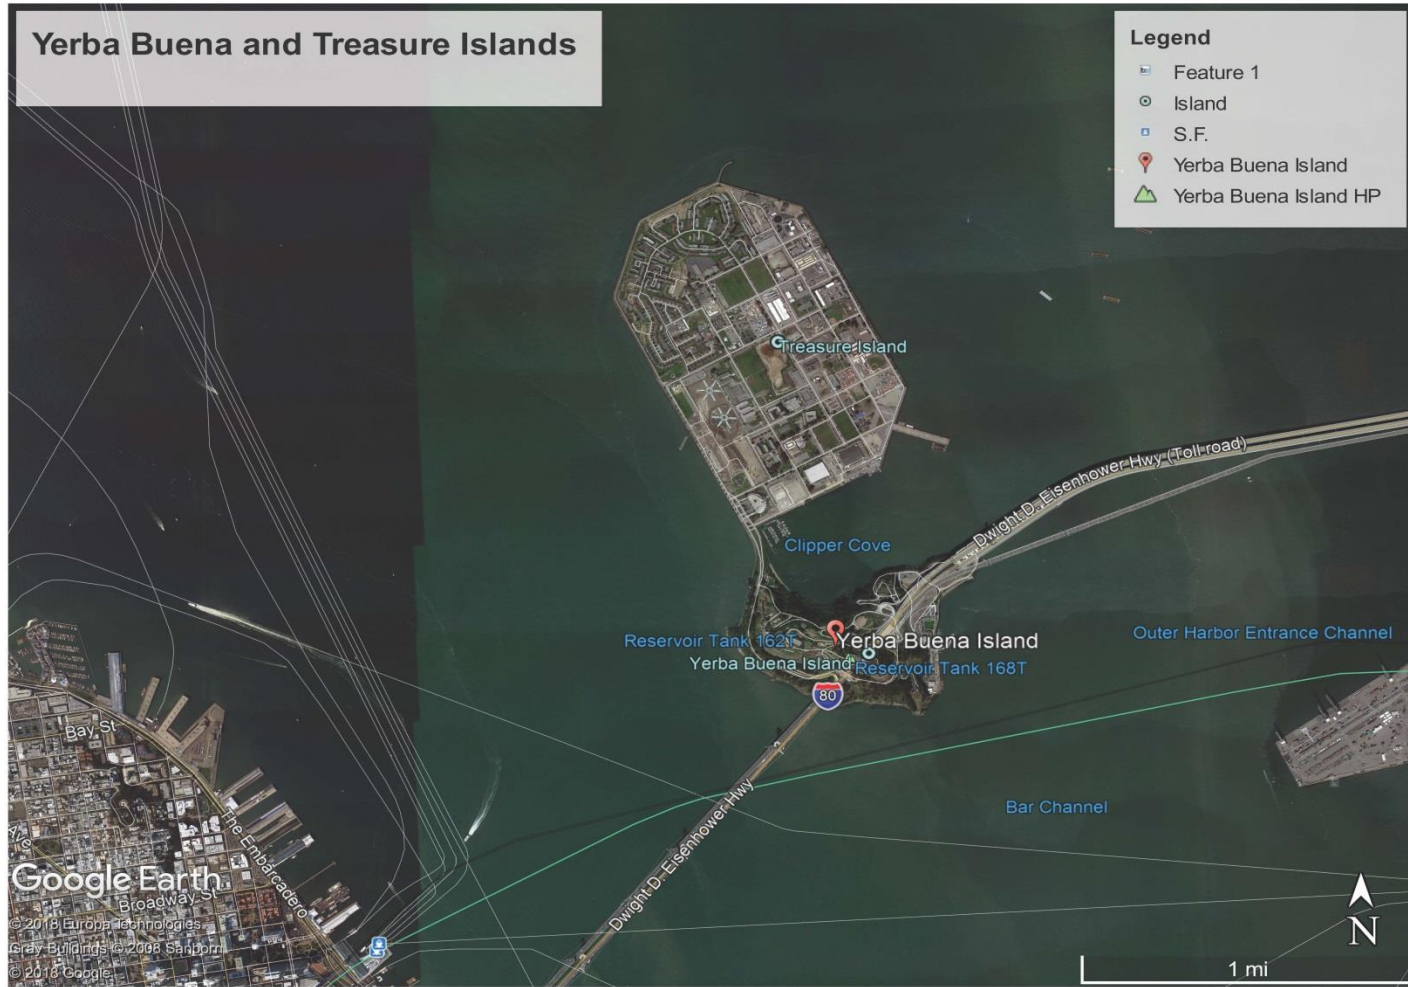 Yerba Buena and Treasure Islands
Legend
Feature 1
Island
S.F.
Yerba Buena Island
Yerba Buena Island HP
Treasure Island
Dwight D. Eisenhower Hwy (Toll road)
Clipper Cove
Reservoir Tank 162T
Yerba Buena Island
Outer Harbor Entrance Channel
Yerba Buena Island
Reservoir Tank 168T
80
Bay St
Bar Channel
The Embarcadero
Ave
Dwight D. Eisenhower Hwy
Google Earth
Broadway St
© 2018 Europa Technologies
Gray Buildings © 2008 Sanborn
© 2018 Google
N
1 mi